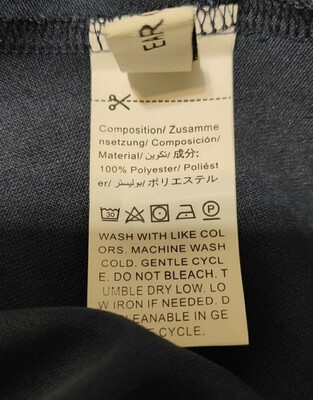 EAR
Composition/ Zusamme
nsetzung/ Composición/
Material/ تكوين/ 成分:
100% Polyester/ Poliést
er/ بوليستر/ ポリエステル
30
P
WASH WITH LIKE COL
ORS. MACHINE WASH
COLD. GENTLE CYCL
E. DO NOT BLEACH. T
UMBLE DRY LOW. LO
W IRON IF NEEDED. D
LEANABLE IN GE
E CYCLE.